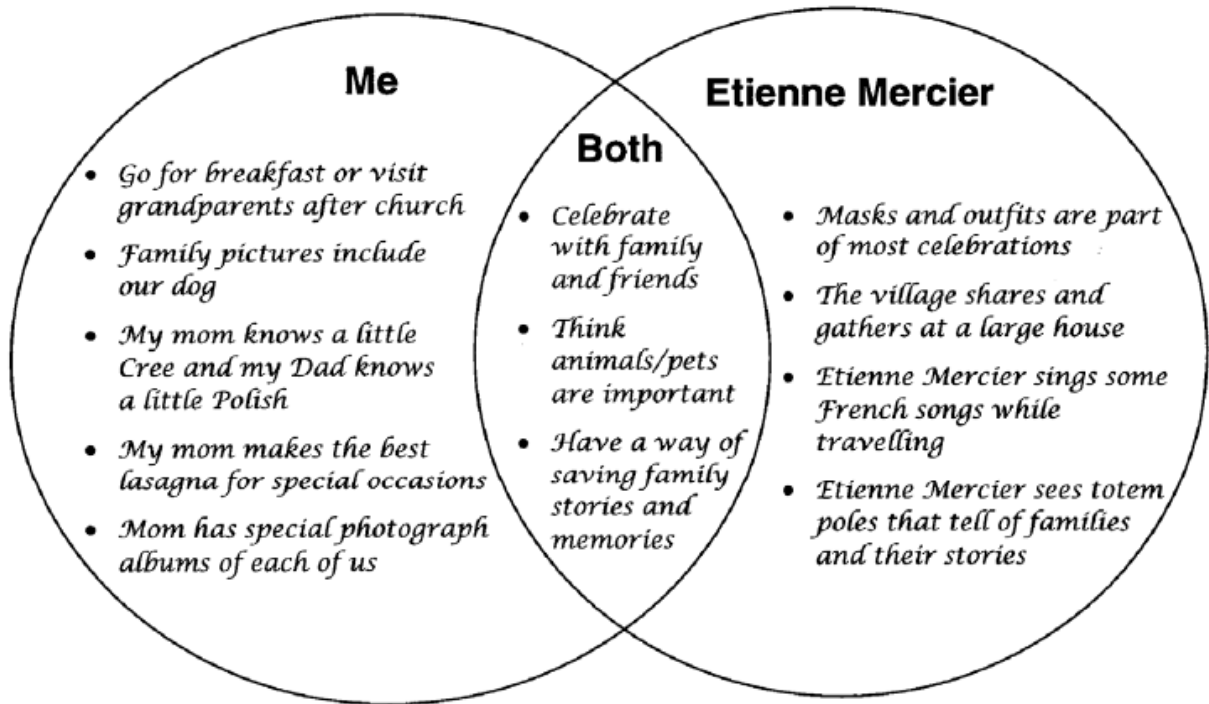 Me
• Go for breakfast or visit
grandparents after church
• Family pictures include
our dog
• My mom knows a little
Cree and my Dad knows
a little Polish
• My mom makes the best
lasagna for special occasions
• Mom has special photograph
albums of each of us
Both
• Celebrate
with family
and friends
• Think
animals/pets
are important
• Have a way of
saving family
stories and
memories
Etienne Mercier
• Masks and outfits are part
of most celebrations
• The village shares and
gathers at a large house
• Etienne Mercier sings some
French songs while
travelling
• Etienne Mercier sees totem
poles that tell of families
and their stories